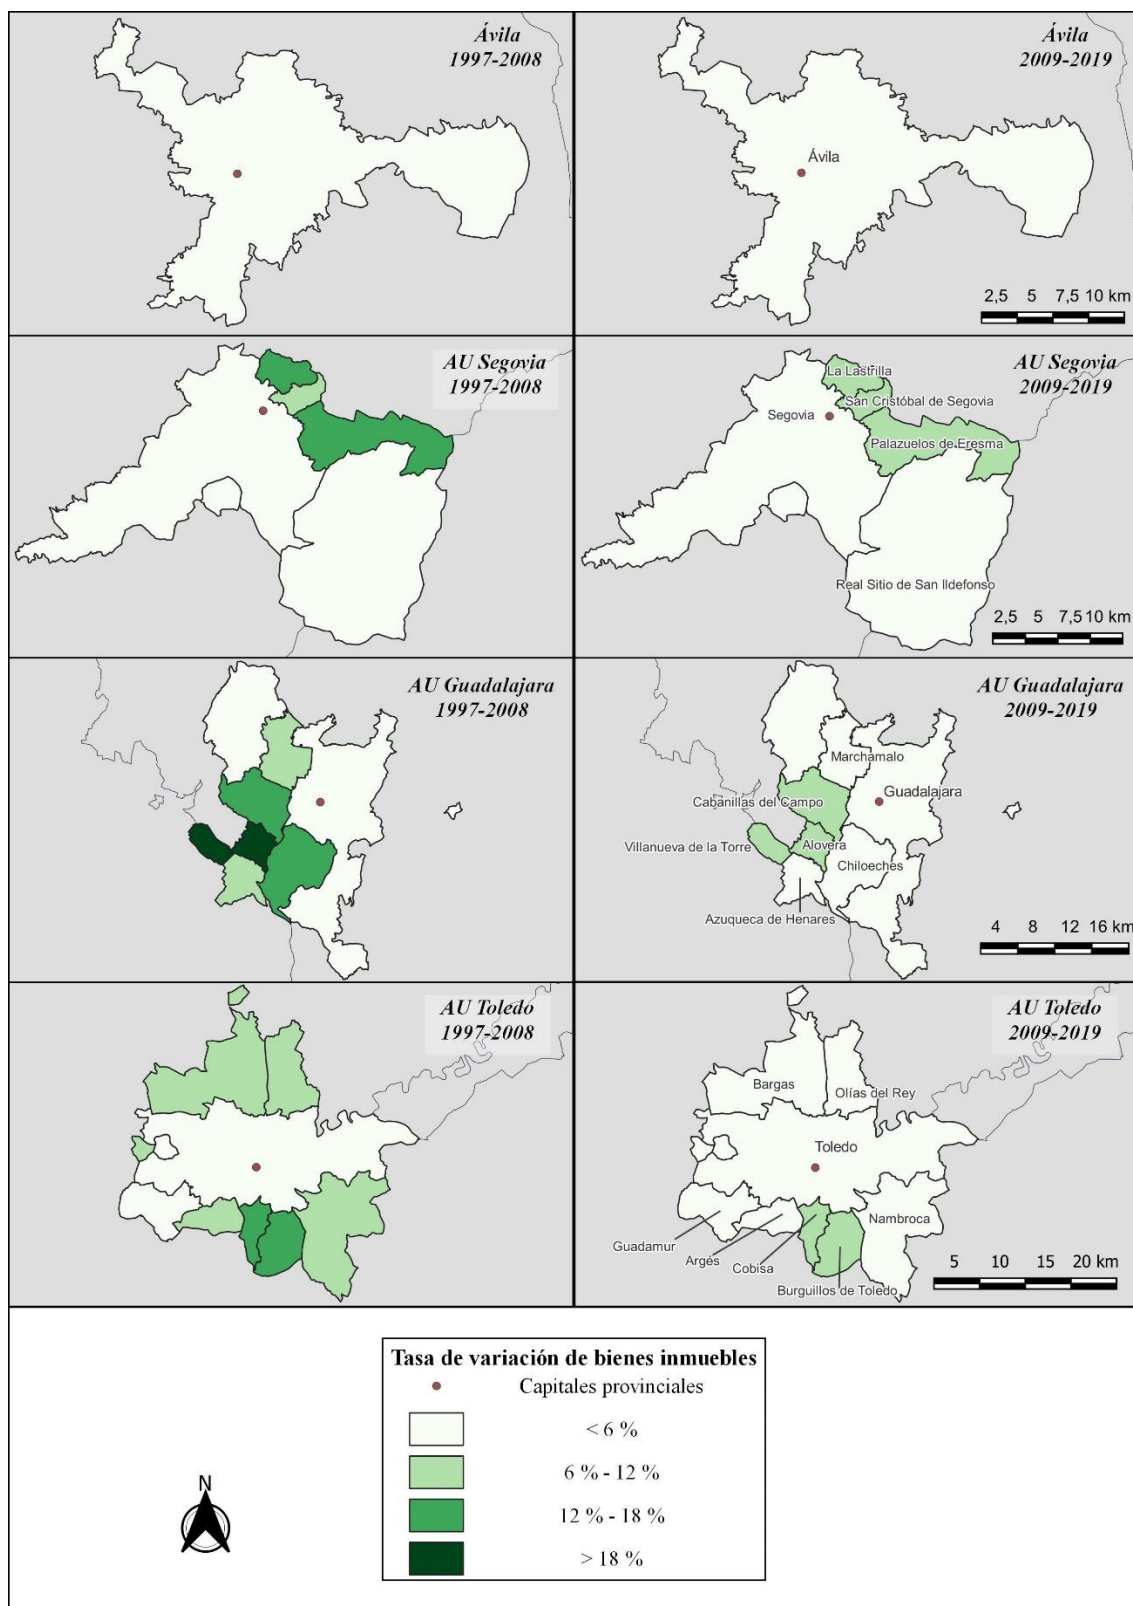 Ávila
1997-2008
Ávila
2009-2019
Ávila
2,5 5 7,5 10 km
AU Segovia
1997-2008
AU Segovia
2009-2019
La Lastrilla
San Cristóbal de Segovia
Segovia
Palazuelos de Eresma
Real Sitio de San Ildefonso
2,5 5 7,5 10 km
AU Guadalajara
1997-2008
AU Guadalajara
2009-2019
Marchamalo
Guadalajara
Cabanillas del Campo
Villanueva de la Torre
Alovera
Chiloeches
Azuqueca de Henares
4 8 12 16 km
AU Toledo
1997-2008
AU Toledo
2009-2019
Bargas
Olías del Rey
Toledo
Nambroca
Guadamur
Argés
Cobisa
Burguillos de Toledo
5 10 15 20 km
Tasa de variación de bienes inmuebles
Capitales provinciales
< 6 %
6 % - 12 %
12 % - 18 %
> 18 %
N